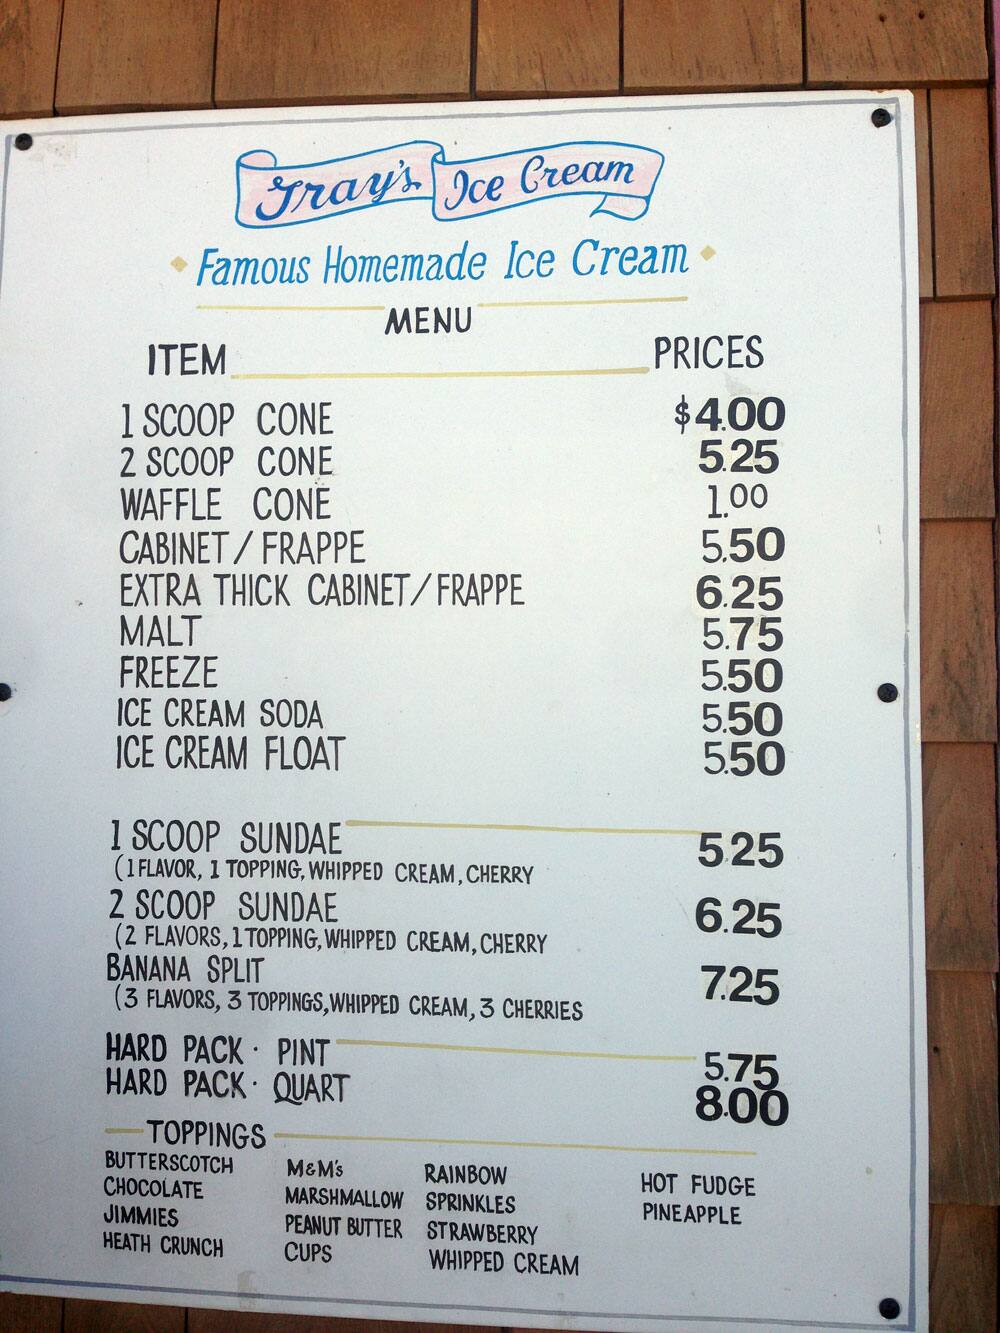 Gray's Ice Cream
Famous Homemade Ice Cream
MENU
ITEM PRICES
1 SCOOP CONE $4.00
2 SCOOP CONE 5.25
WAFFLE CONE 1.00
CABINET / FRAPPE 5.50
EXTRA THICK CABINET / FRAPPE 6.25
MALT 5.75
FREEZE 5.50
ICE CREAM SODA 5.50
ICE CREAM FLOAT 5.50
1 SCOOP SUNDAE 5.25
(1 FLAVOR, 1 TOPPING, WHIPPED CREAM, CHERRY
2 SCOOP SUNDAE 6.25
(2 FLAVORS, 1 TOPPING, WHIPPED CREAM, CHERRY
BANANA SPLIT 7.25
(3 FLAVORS, 3 TOPPINGS, WHIPPED CREAM, 3 CHERRIES
HARD PACK · PINT 5.75
HARD PACK · QUART 8.00
TOPPINGS
BUTTERSCOTCH
CHOCOLATE
JIMMIES
HEATH CRUNCH
M&M's
MARSHMALLOW
PEANUT BUTTER
CUPS
RAINBOW
SPRINKLES
STRAWBERRY
WHIPPED CREAM
HOT FUDGE
PINEAPPLE